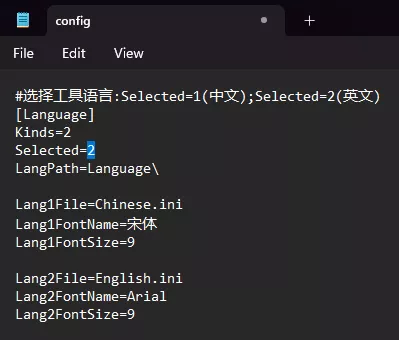 config
File
Edit
View
#选择工具语言:Selected=1(中文);Selected=2(英文)
[Language]
Kinds=2
Selected=2
LangPath=Language\
Lang1File=Chinese.ini
Lang1FontName=宋体
Lang1FontSize=9
Lang2File=English.ini
Lang2FontName=Arial
Lang2FontSize=9